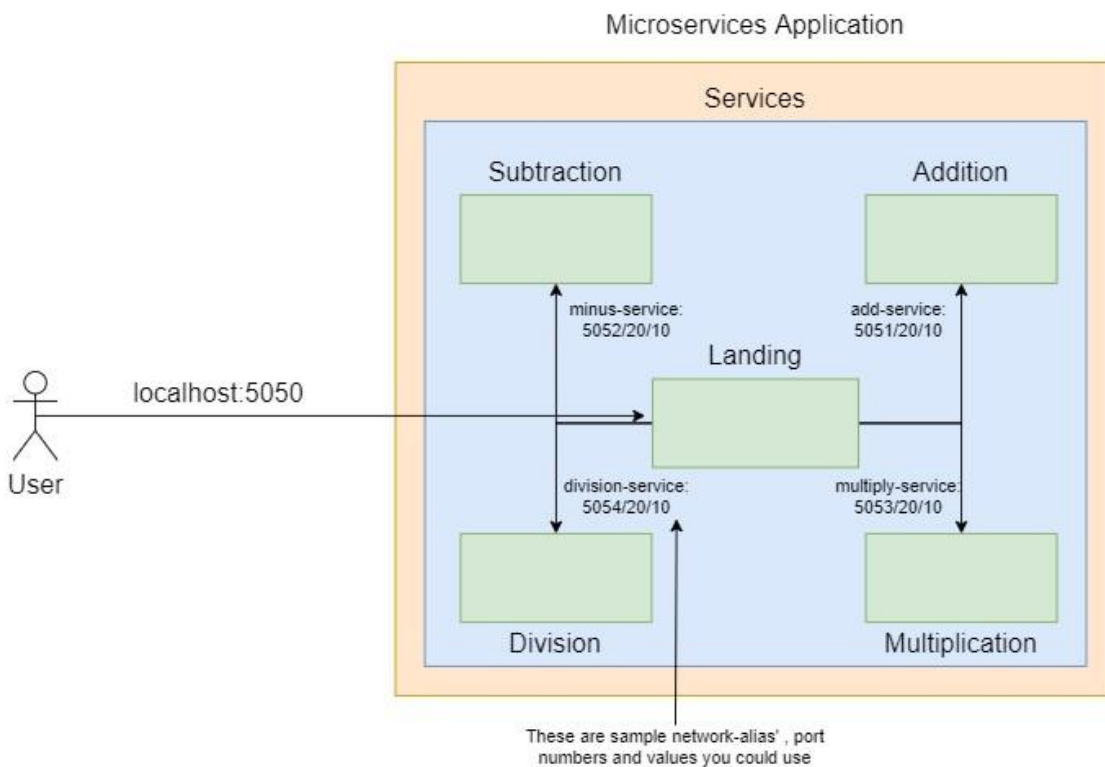 Microservices Application
Services
Subtraction
Addition
minus-service:
5052/20/10
add-service:
5051/20/10
Landing
localhost:5050
User
division-service:
5054/20/10
multiply-service:
5053/20/10
Division
Multiplication
These are sample network-alias' , port
numbers and values you could use